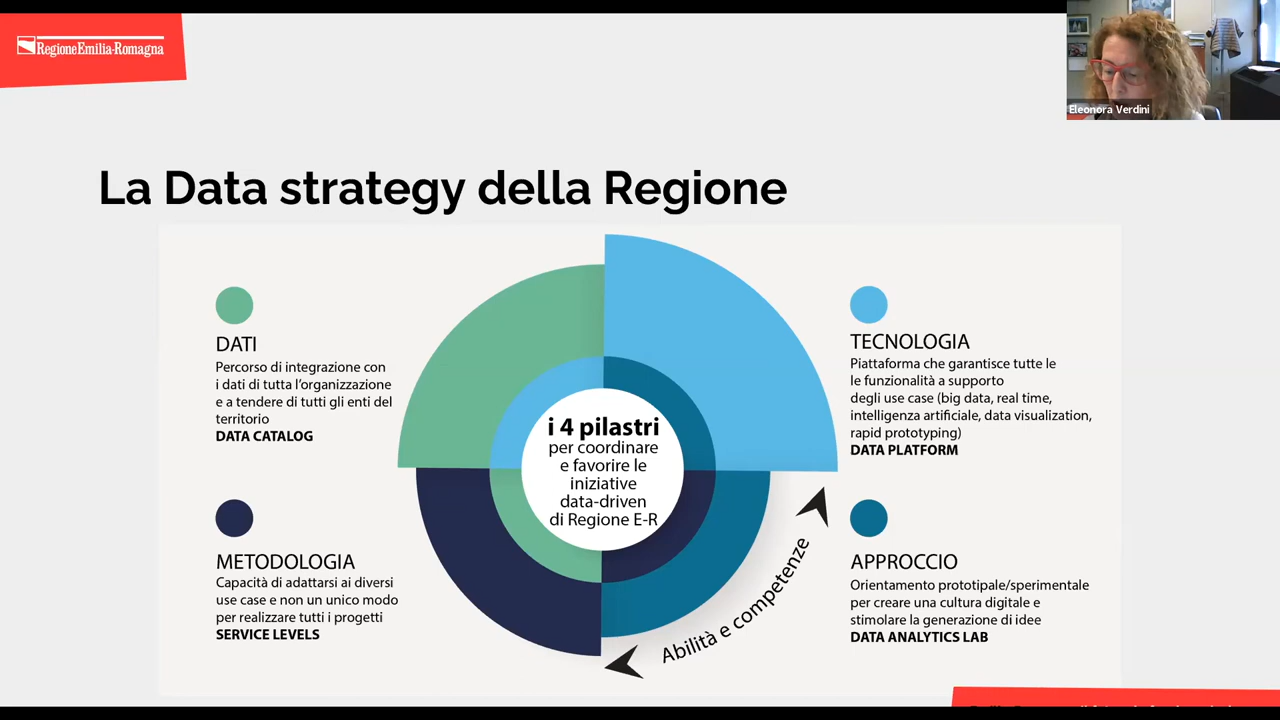 RegioneEmilia-Romagna
Eleonora Verdini
La Data strategy della Regione
DATI
Percorso di integrazione con
i dati di tutta l'organizzazione
e a tendere di tutti gli enti del
territorio
DATA CATALOG
METODOLOGIA
Capacità di adattarsi ai diversi
use case e non un unico modo
per realizzare tutti i progetti
SERVICE LEVELS
i 4 pilastri
per coordinare
e favorire le
iniziative
data-driven
di Regione E-R
Abilità e competenze
TECNOLOGIA
Piattaforma che garantisce tutte le
le funzionalità a supporto
degli use case (big data, real time,
intelligenza artificiale, data visualization,
rapid prototyping)
DATA PLATFORM
APPROCCIO
Orientamento prototipale/sperimentale
per creare una cultura digitale e
stimolare la generazione di idee
DATA ANALYTICS LAB